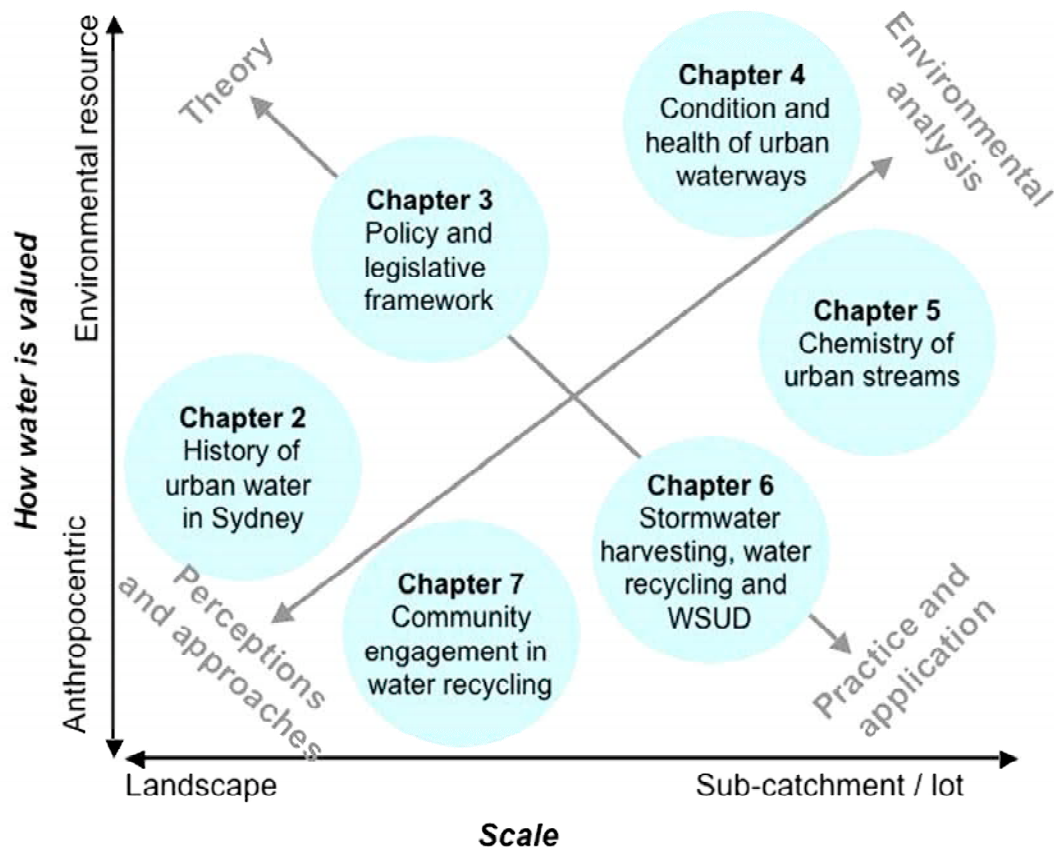 How water is valued
Environmental resource
Anthropocentric
Theory
Environmental
analysis
Chapter 4
Condition and
health of urban
waterways
Chapter 3
Policy and
legislative
framework
Chapter 5
Chemistry of
urban streams
Chapter 2
History of
urban water
in Sydney
Chapter 6
Stormwater
harvesting, water
recycling and
WSUD
Chapter 7
Community
engagement in
water recycling
Perceptions
and approaches
Practice and
application
Landscape
Sub-catchment / lot
Scale